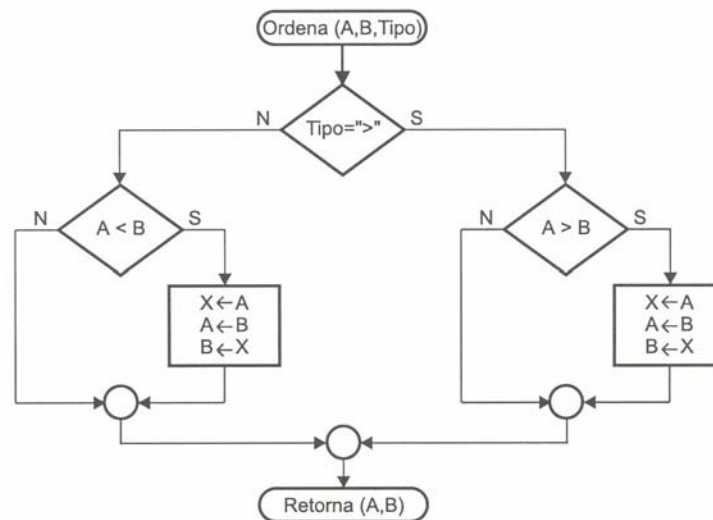 Ordena (A,B,Tipo)
N
Tipo=">"
S
N
A < B
S
N
A > B
S
X←A
A←B
B←X
X←A
A←B
B←X
Retorna (A,B)